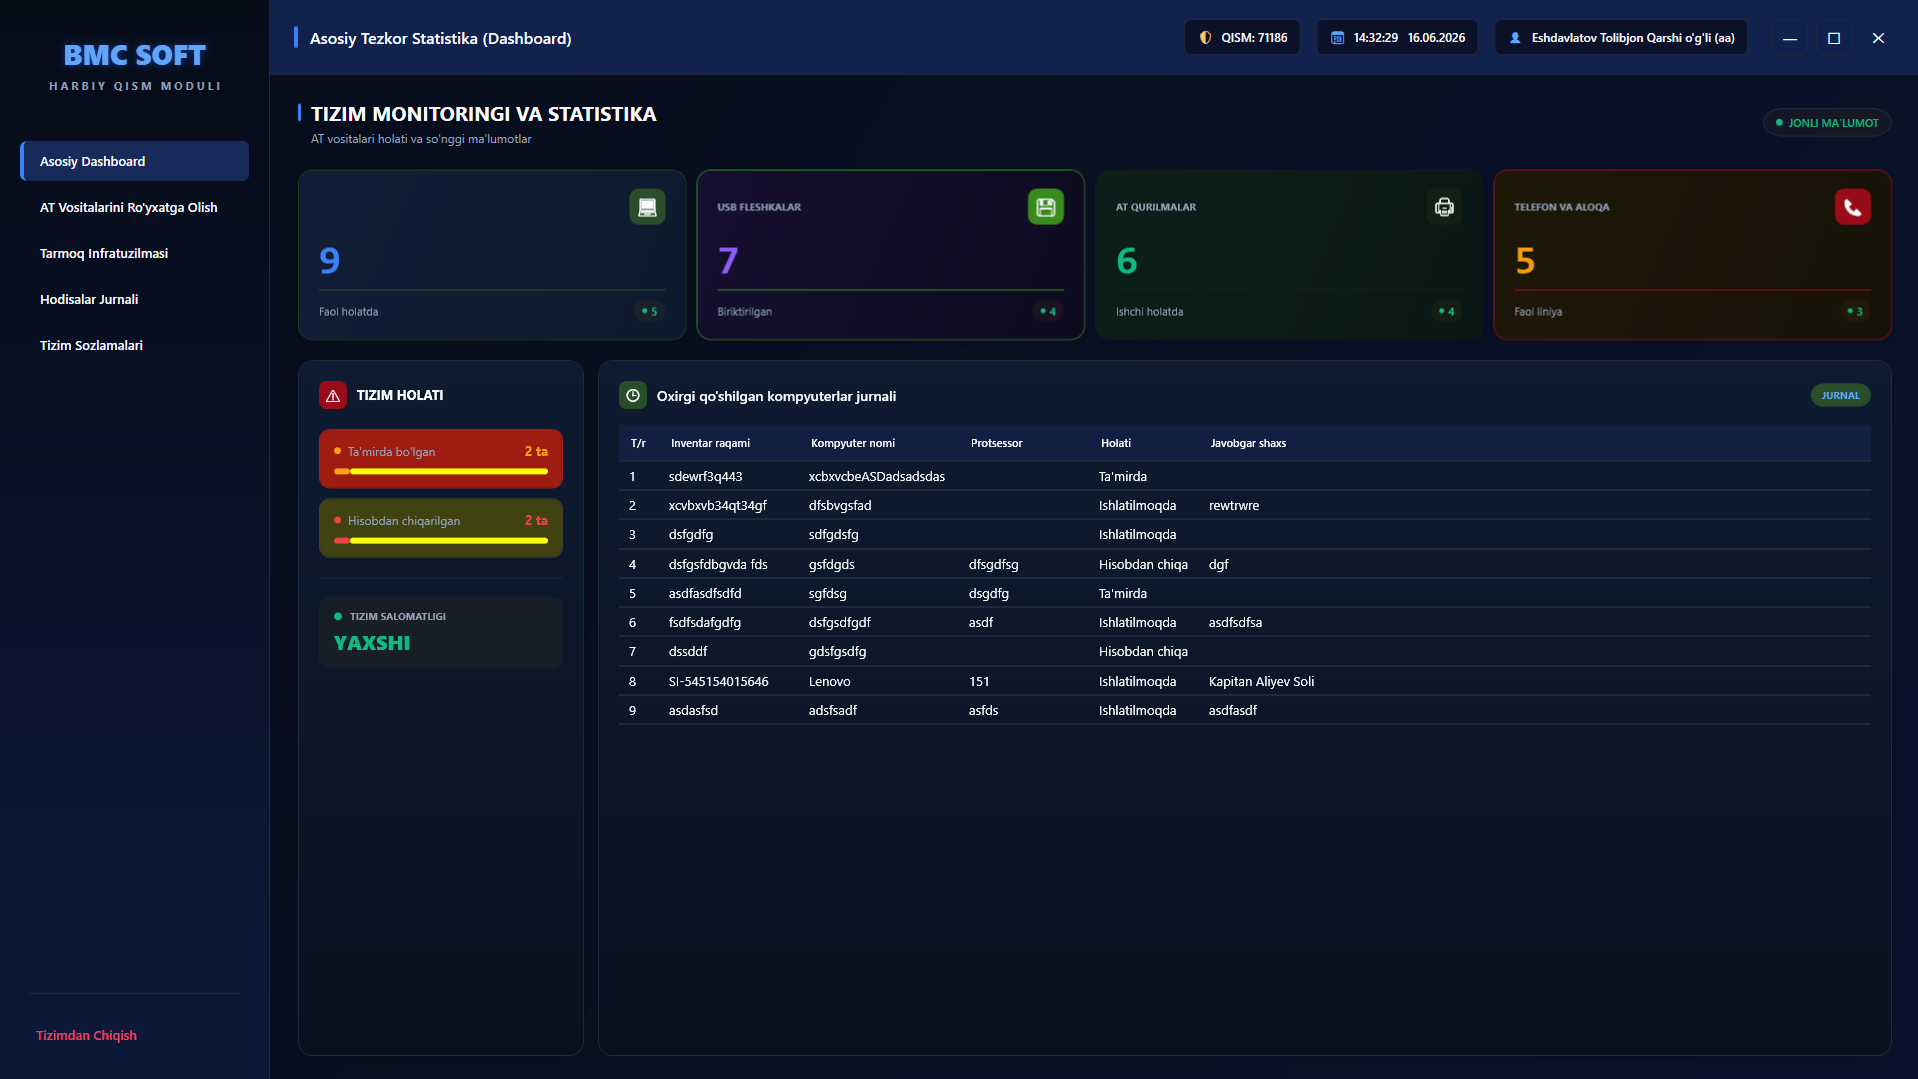 BMC SOFT
HARBIY QISM MODULI
Asosiy Dashboard
AT Vositalarini Ro'yxatga Olish
Tarmoq Infratuzilmasi
Hodisalar Jurnali
Tizim Sozlamalari
Tizimdan Chiqish
Asosiy Tezkor Statistika (Dashboard)
QISM: 71186
14:32:29 16.06.2026
Eshdavlatov Tolibjon Qarshi o'g'li (aa)
TIZIM MONITORINGI VA STATISTIKA
AT vositalari holati va so'nggi ma'lumotlar
JONLI MA'LUMOT
9
Faol holatda
5
USB FLESHKALAR
7
Biriktirilgan
4
AT QURILMALAR
6
Ishchi holatda
4
TELEFON VA ALOQA
5
Faol liniya
3
TIZIM HOLATI
Ta'mirda bo'lgan 2 ta
Hisobdan chiqarilgan 2 ta
TIZIM SALOMATLIGI
YAXSHI
Oxirgi qo'shilgan kompyuterlar jurnali
JURNAL
T/r Inventar raqami Kompyuter nomi Protsessor Holati Javobgar shaxs
1 sdewrf3q443 xcbxvcbeASDadsadsdas Ta'mirda
2 xcvbxvb34qt34gf dfsbvgsfad Ishlatilmoqda rewtrwre
3 dsfgdfg sdfgdsfg Ishlatilmoqda
4 dsfgsfdbgvda fds gsfdgds dfsgdfsg Hisobdan chiqa dgf
5 asdfasdfsdfd sgfdsg dsgdfg Ta'mirda
6 fsdfsdafgdfg dsfgsdfgdf asdf Ishlatilmoqda asdfsdfsa
7 dssddf gdsfgsdfg Hisobdan chiqa
8 SI-545154015646 Lenovo 151 Ishlatilmoqda Kapitan Aliyev Soli
9 asdasfsd adsfsadf asfds Ishlatilmoqda asdfasdf